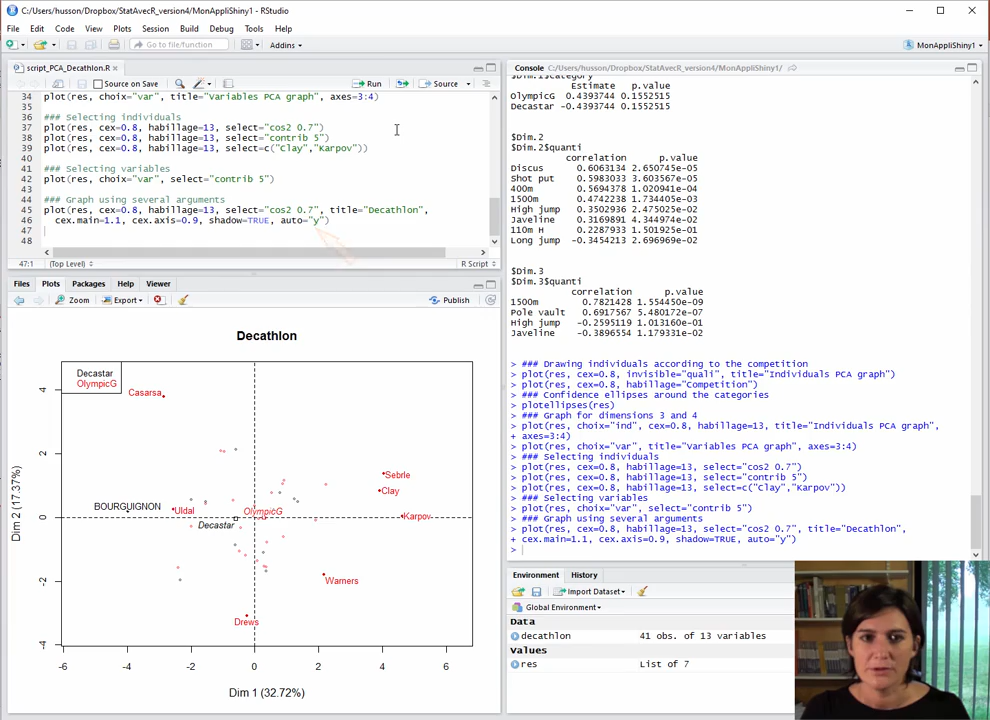 C:/Users/husson/Dropbox/StatAvecR_version4/MonAppliShiny1 - RStudio
File Edit Code View Plots Session Build Debug Tools Help
Go to file/function Addins MonAppliShiny1
script_PCA_Decathlon.R
Source on Save Run Source
34 plot(res, choix="var", title="Variables PCA graph", axes=3:4)
35
36 ### Selecting individuals
37 plot(res, cex=0.8, habillage=13, select="cos2 0.7")
38 plot(res, cex=0.8, habillage=13, select="contrib 5")
39 plot(res, cex=0.8, habillage=13, select=c("Clay","Karpov"))
40
41 ### Selecting variables
42 plot(res, choix="var", select="contrib 5")
43
44 ### Graph using several arguments
45 plot(res, cex=0.8, habillage=13, select="cos2 0.7", title="Decathlon",
46 cex.main=1.1, cex.axis=0.9, shadow=TRUE, auto="y")
47
48
47:1 (Top Level) R Script
Files Plots Packages Help Viewer
Zoom Export Publish
Decathlon
Decastar
OlympicG
Casarsa
Sebrle
Clay
BOURGUIGNON
Uldal
OlympicG
Karpov
Decastar
Warners
Drews
4
2
0
-2
-4
Dim 2 (17.37%)
-6 -4 -2 0 2 4 6
Dim 1 (32.72%)
Console C:/Users/husson/Dropbox/StatAvecR_version4/MonAppliShiny1/
$Dim.1$category
Estimate p.value
OlympicG 0.4393744 0.1552515
Decastar -0.4393744 0.1552515
$Dim.2
$Dim.2$quanti
correlation p.value
Discus 0.6063134 2.650745e-05
Shot put 0.5983033 3.603567e-05
400m 0.5694378 1.020941e-04
1500m 0.4742238 1.734405e-03
High jump 0.3502936 2.475025e-02
Javeline 0.3169891 4.344974e-02
110m H 0.2287933 1.501925e-01
Long jump -0.3454213 2.696969e-02
$Dim.3
$Dim.3$quanti
correlation p.value
1500m 0.7821428 1.554450e-09
Pole vault 0.6917567 5.480172e-07
High jump -0.2595119 1.013160e-01
Javeline -0.3896554 1.179331e-02
> ### Drawing individuals according to the competition
> plot(res, cex=0.8, invisible="quali", title="Individuals PCA graph")
> plot(res, cex=0.8, habillage="Competition")
> ### Confidence ellipses around the categories
> plotellipses(res)
> ### Graph for dimensions 3 and 4
> plot(res, choix="ind", cex=0.8, habillage=13, title="Individuals PCA graph",
+ axes=3:4)
> plot(res, choix="var", title="Variables PCA graph", axes=3:4)
> ### Selecting individuals
> plot(res, cex=0.8, habillage=13, select="cos2 0.7")
> plot(res, cex=0.8, habillage=13, select="contrib 5")
> plot(res, cex=0.8, habillage=13, select=c("Clay","Karpov"))
> ### Selecting variables
> plot(res, choix="var", select="contrib 5")
> ### Graph using several arguments
> plot(res, cex=0.8, habillage=13, select="cos2 0.7", title="Decathlon",
+ cex.main=1.1, cex.axis=0.9, shadow=TRUE, auto="y")
>
Environment History
Import Dataset
Global Environment
Data
decathlon 41 obs. of 13 variables
Values
res List of 7